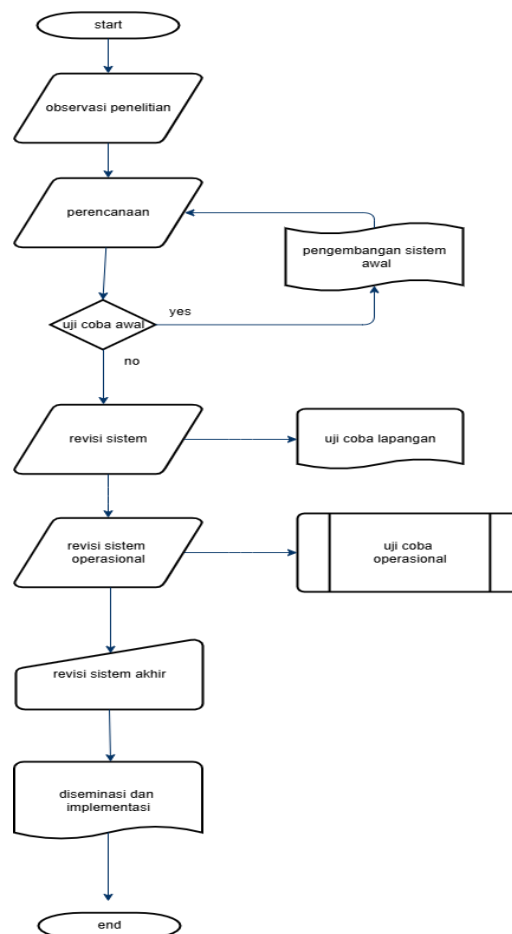 start
observasi penelitian
perencanaan
pengembangan sistem
awal
uji coba awal
yes
no
revisi sistem
uji coba lapangan
revisi sistem
operasional
uji coba
operasional
revisi sistem akhir
diseminasi dan
implementasi
end